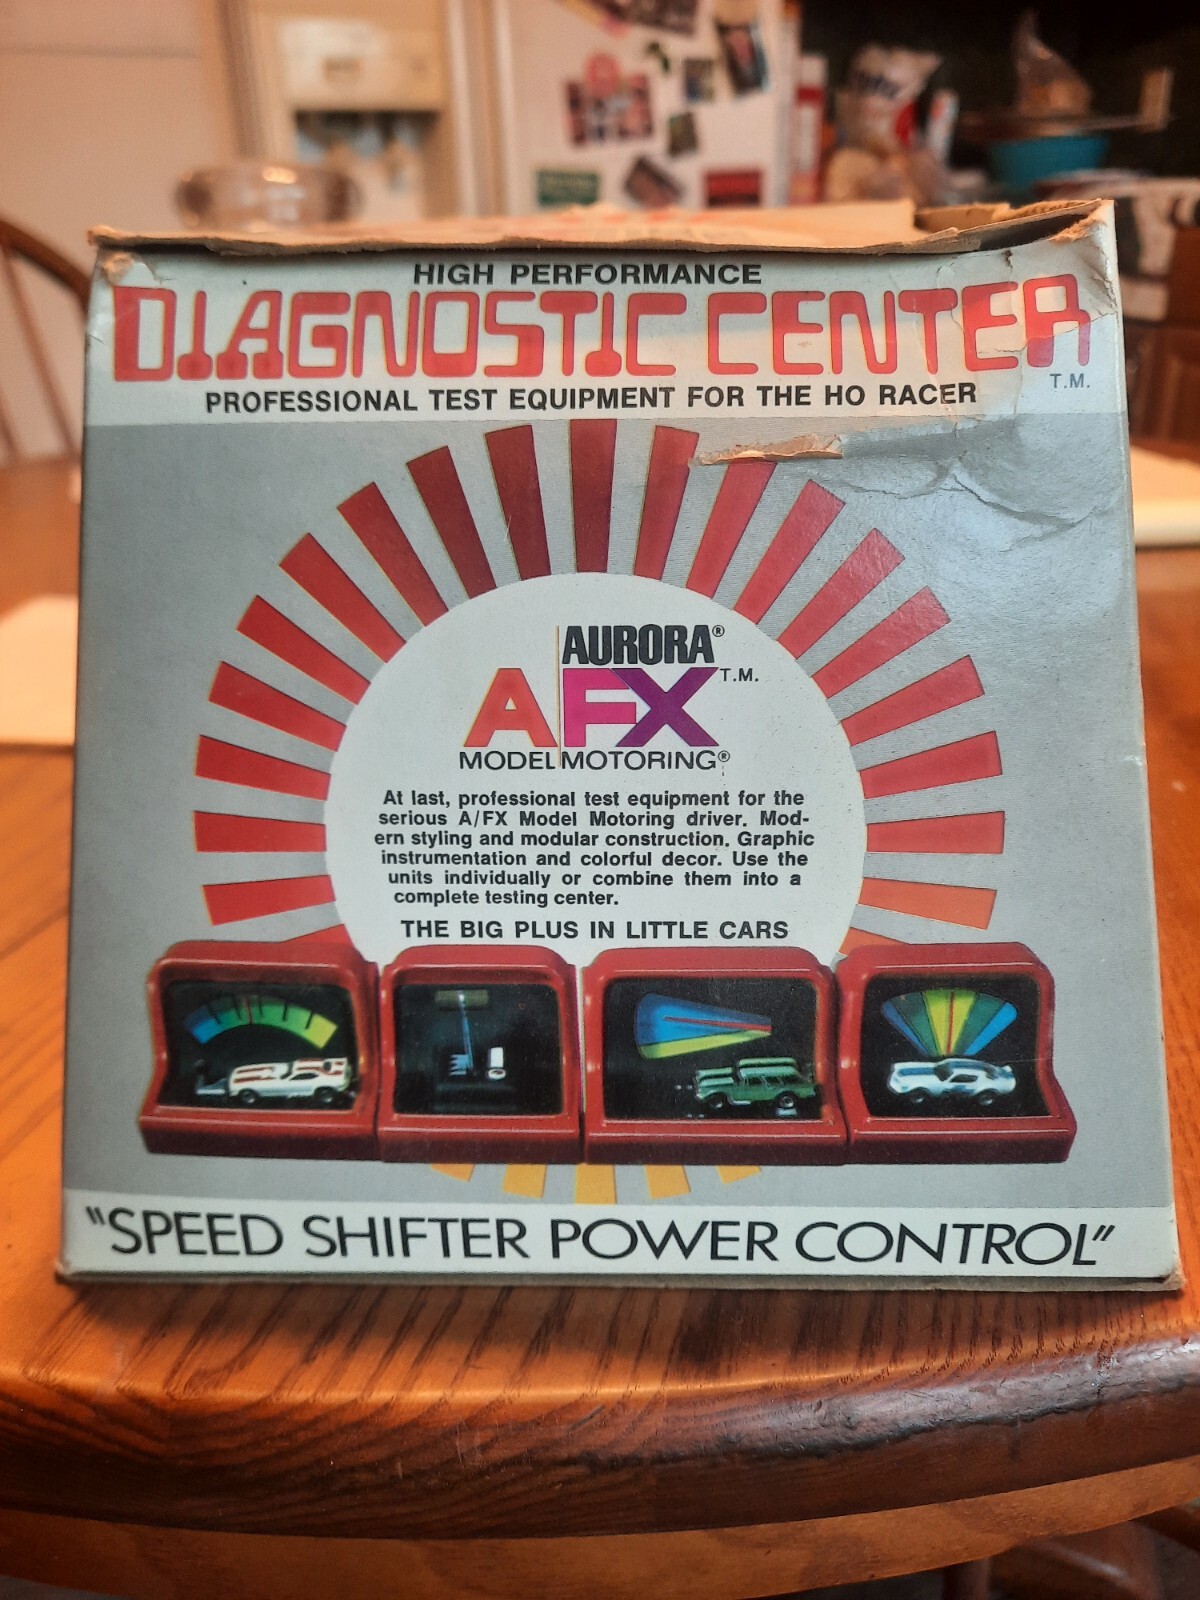 HIGH PERFORMANCE
DIAGNOSTIC CENTER
T.M.
PROFESSIONAL TEST EQUIPMENT FOR THE HO RACER
AURORA®
A/FX T.M.
MODEL MOTORING®
At last, professional test equipment for the
serious A/FX Model Motoring driver. Mod-
ern styling and modular construction. Graphic
instrumentation and colorful decor. Use the
units individually or combine them into a
complete testing center.
THE BIG PLUS IN LITTLE CARS
"SPEED SHIFTER POWER CONTROL"